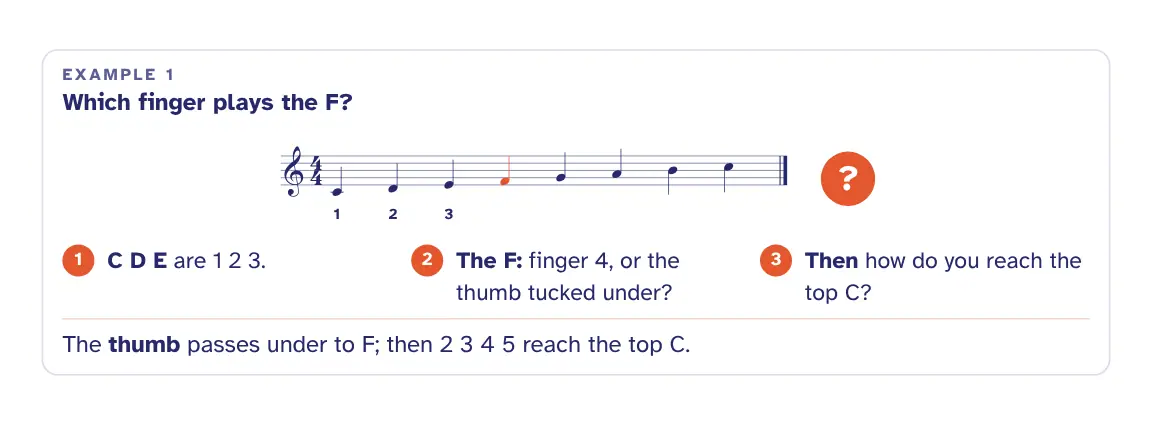 EXAMPLE 1
Which finger plays the F?
4
4
?
1 2 3
1 C D E are 1 2 3.
2 The F: finger 4, or the
thumb tucked under?
3 Then how do you reach the
top C?
The thumb passes under to F; then 2 3 4 5 reach the top C.